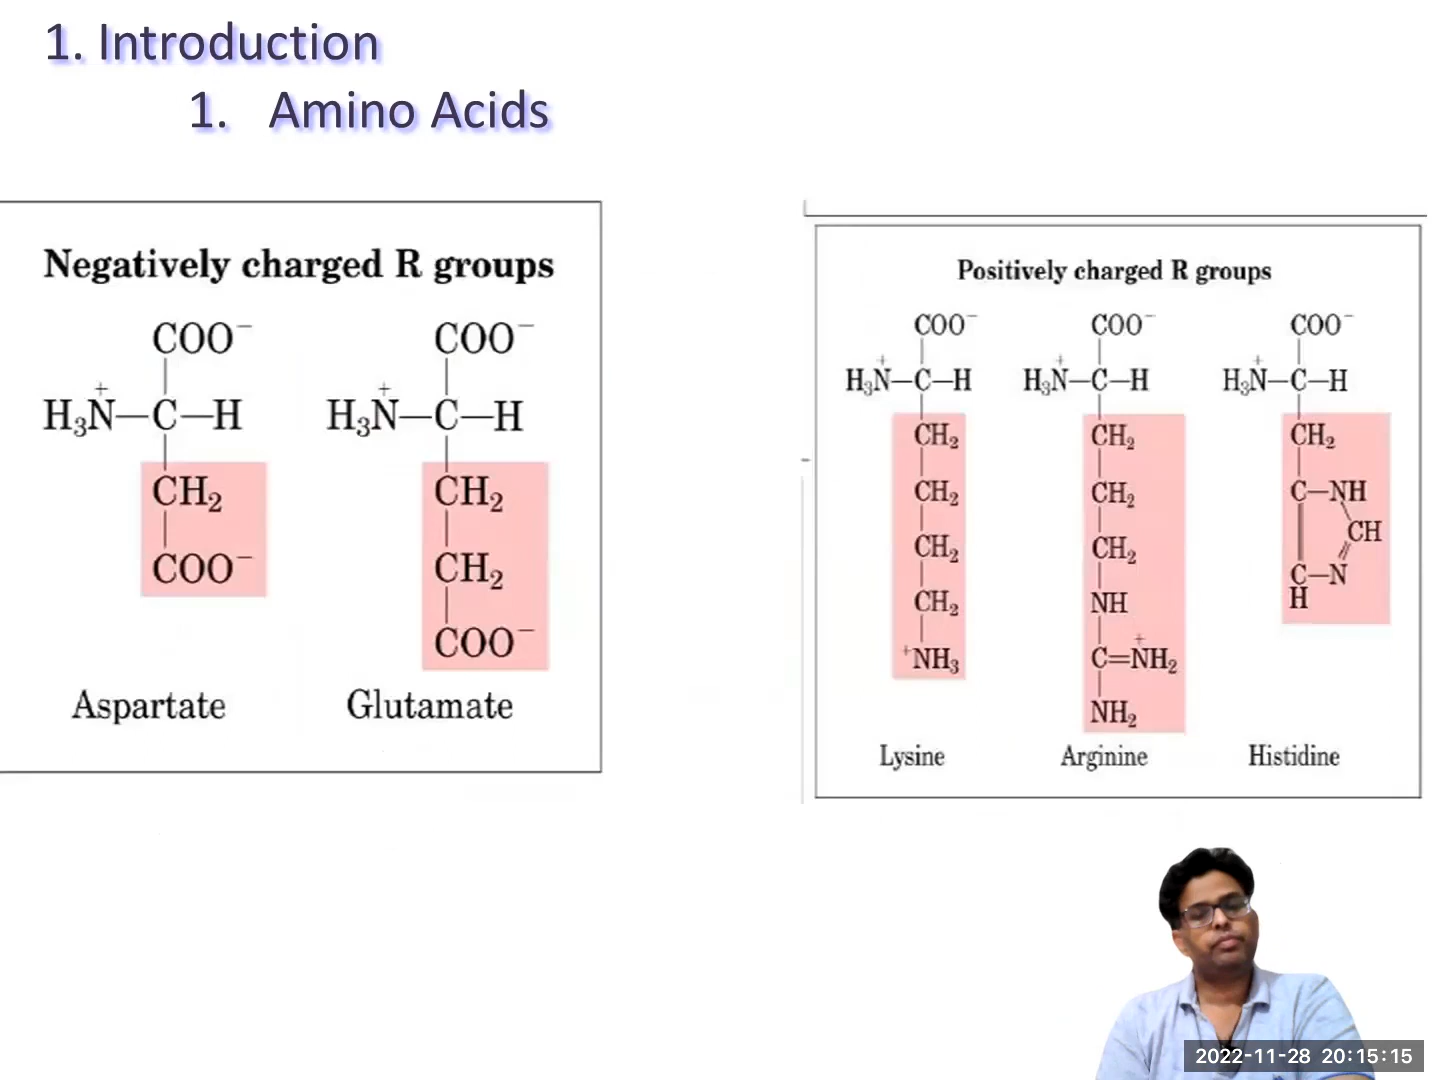 1. Introduction
1. Amino Acids
Negatively charged R groups
COO⁻ COO⁻
H₃N⁺—C—H H₃N⁺—C—H
CH₂ CH₂
COO⁻ CH₂
COO⁻
Aspartate Glutamate
Positively charged R groups
COO⁻ COO⁻ COO⁻
H₃N⁺—C—H H₃N⁺—C—H H₃N⁺—C—H
CH₂ CH₂ CH₂
CH₂ CH₂ C—NH
CH
CH₂ CH₂ C—N
CH₂ NH H
⁺NH₃ C=N⁺H₂
NH₂
Lysine Arginine Histidine
2022-11-28 20:15:15